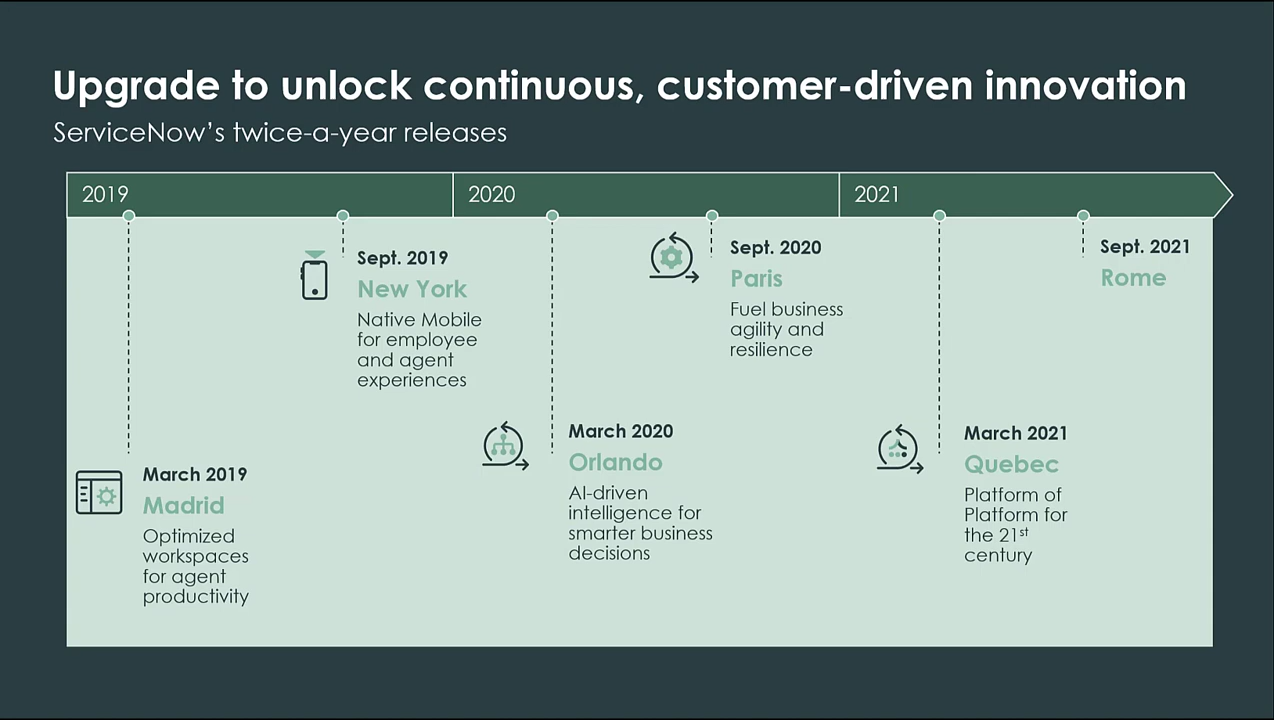 Upgrade to unlock continuous, customer-driven innovation
ServiceNow’s twice-a-year releases
2019
2020
2021
March 2019
Madrid
Optimized
workspaces
for agent
productivity
Sept. 2019
New York
Native Mobile
for employee
and agent
experiences
March 2020
Orlando
AI-driven
intelligence for
smarter business
decisions
Sept. 2020
Paris
Fuel business
agility and
resilience
March 2021
Quebec
Platform of
Platform for
the 21st
century
Sept. 2021
Rome